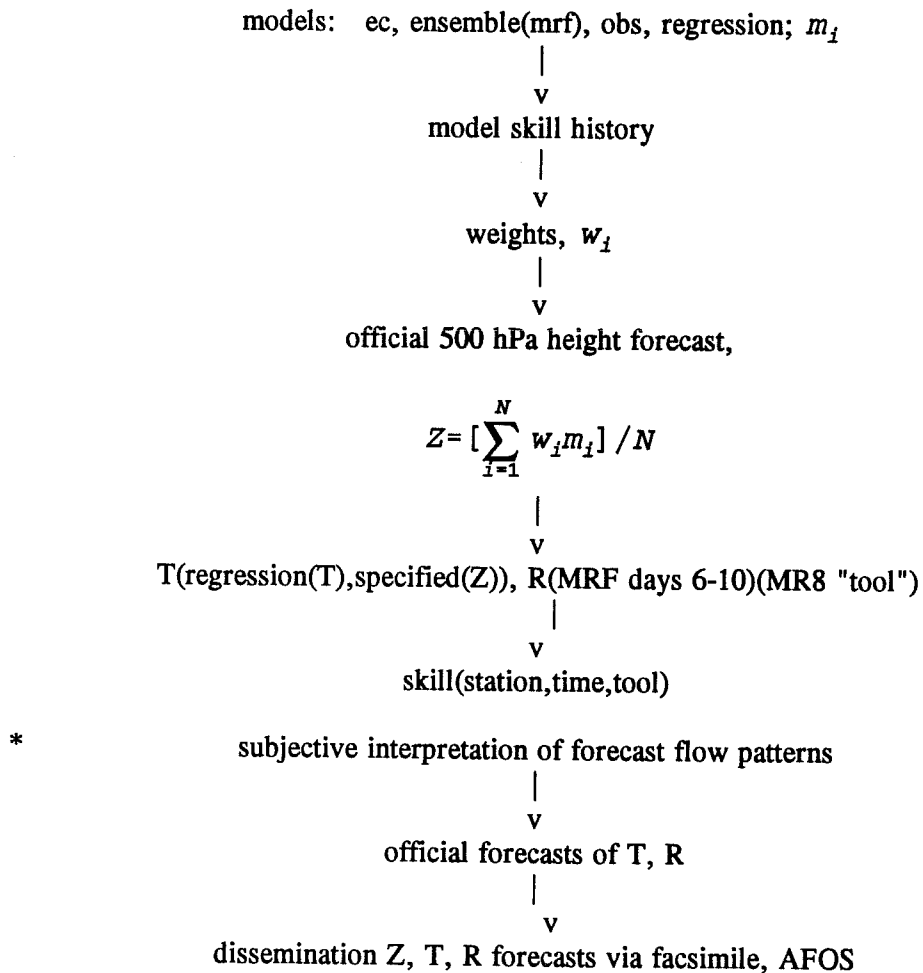 models: ec, ensemble(mrf), obs, regression; m_i
|
v
model skill history
|
v
weights, w_i
|
v
official 500 hPa height forecast,
Z=[∑_{i=1}^{N} w_i m_i]/N
|
v
T(regression(T),specified(Z)), R(MRF days 6-10)(MR8 "tool")
|
v
skill(station,time,tool)
* subjective interpretation of forecast flow patterns
|
v
official forecasts of T, R
|
v
dissemination Z, T, R forecasts via facsimile, AFOS